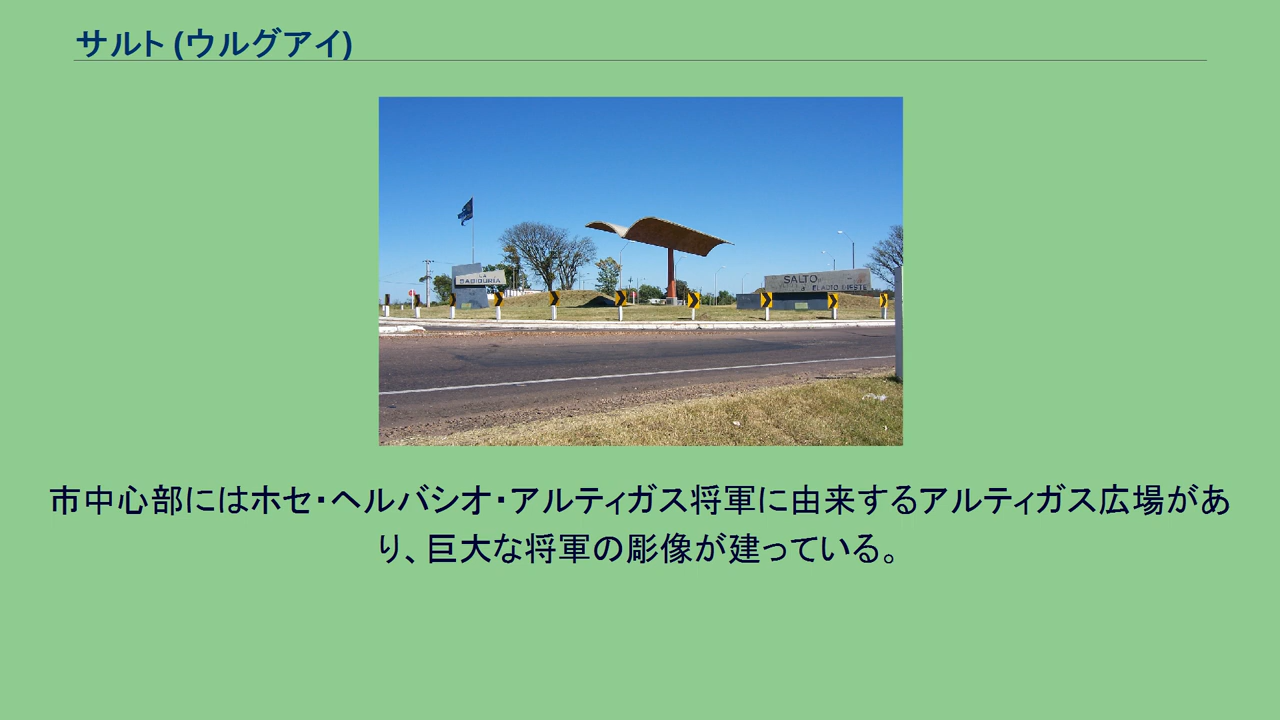 サルト (ウルグアイ)
LA
SABIDURIA
SALTO
市中心部にはホセ・ヘルバシオ・アルティガス将軍に由来するアルティガス広場があ
り、巨大な将軍の彫像が建っている。